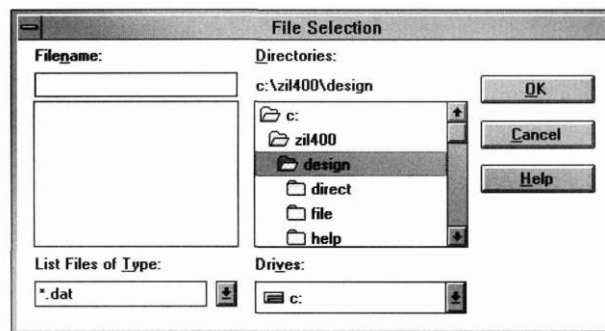 File Selection
Filename:
Directories:
c:\zil400\design
c:
zil400
design
direct
file
help
OK
Cancel
Help
List Files of Type:
*.dat
Drives:
c: